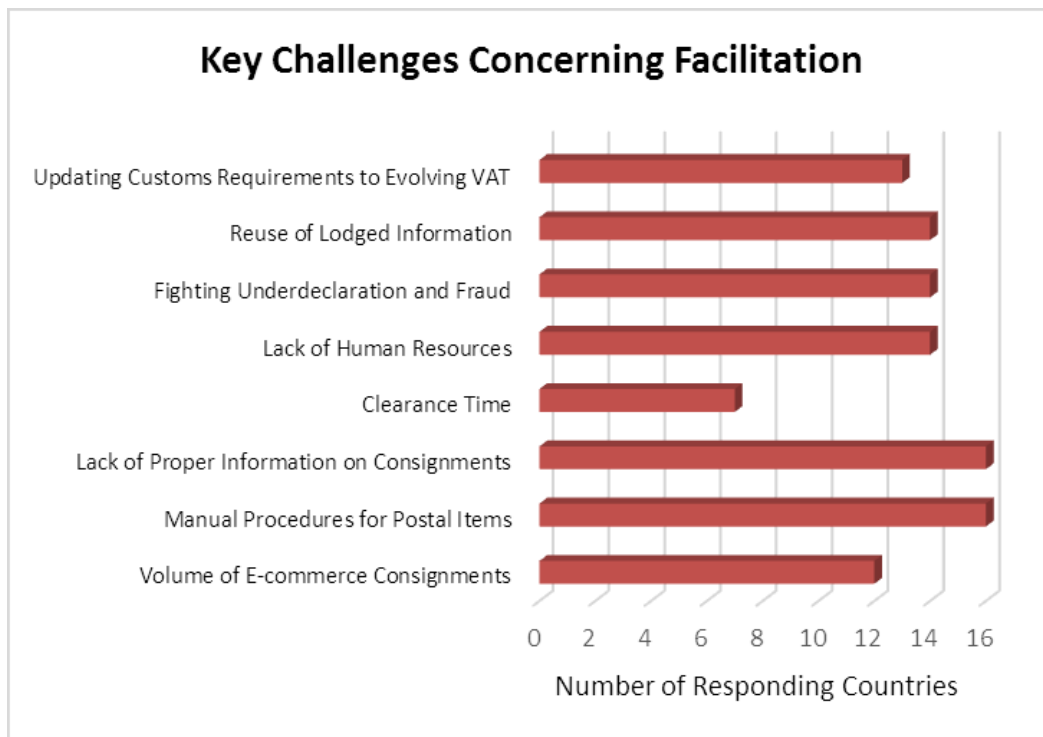 Key Challenges Concerning Facilitation
Updating Customs Requirements to Evolving VAT
Reuse of Lodged Information
Fighting Underdeclaration and Fraud
Lack of Human Resources
Clearance Time
Lack of Proper Information on Consignments
Manual Procedures for Postal Items
Volume of E-commerce Consignments
0 2 4 6 8 10 12 14 16
Number of Responding Countries